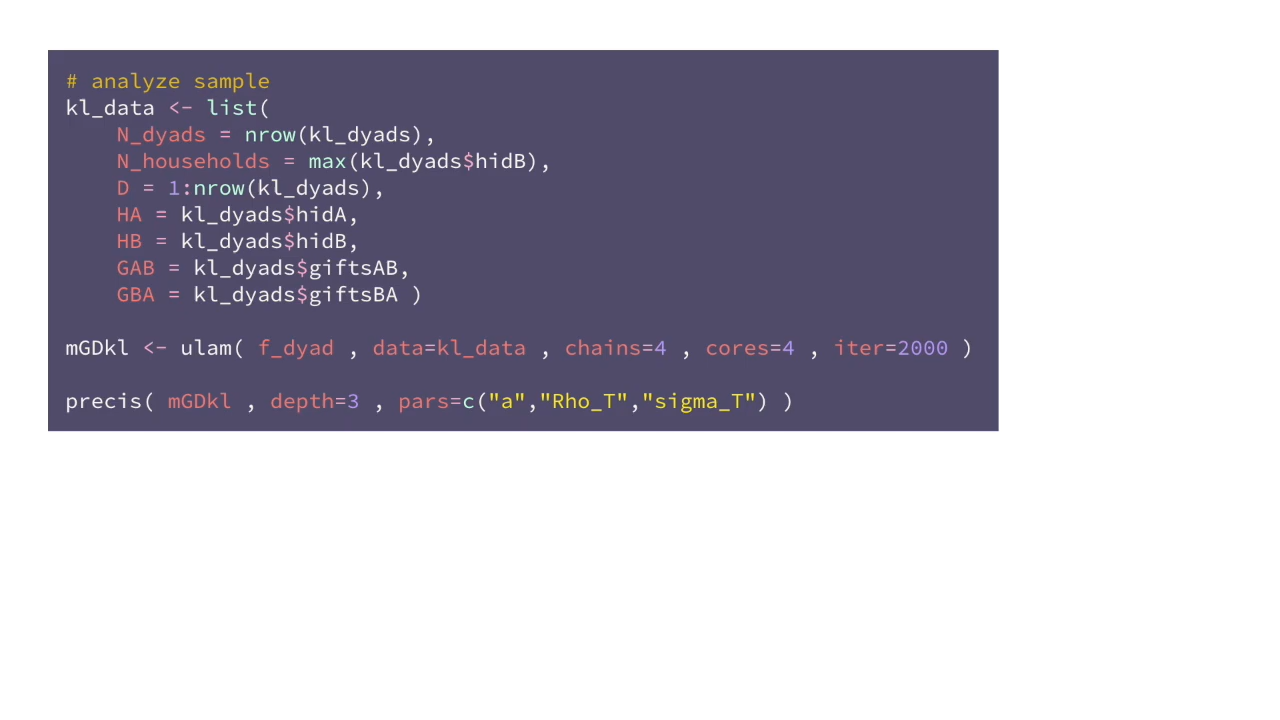 # analyze sample
kl_data <- list(
    N_dyads = nrow(kl_dyads),
    N_households = max(kl_dyads$hidB),
    D = 1:nrow(kl_dyads),
    HA = kl_dyads$hidA,
    HB = kl_dyads$hidB,
    GAB = kl_dyads$giftsAB,
    GBA = kl_dyads$giftsBA )
mGDkl <- ulam( f_dyad , data=kl_data , chains=4 , cores=4 , iter=2000 )
precis( mGDkl , depth=3 , pars=c("a","Rho_T","sigma_T") )